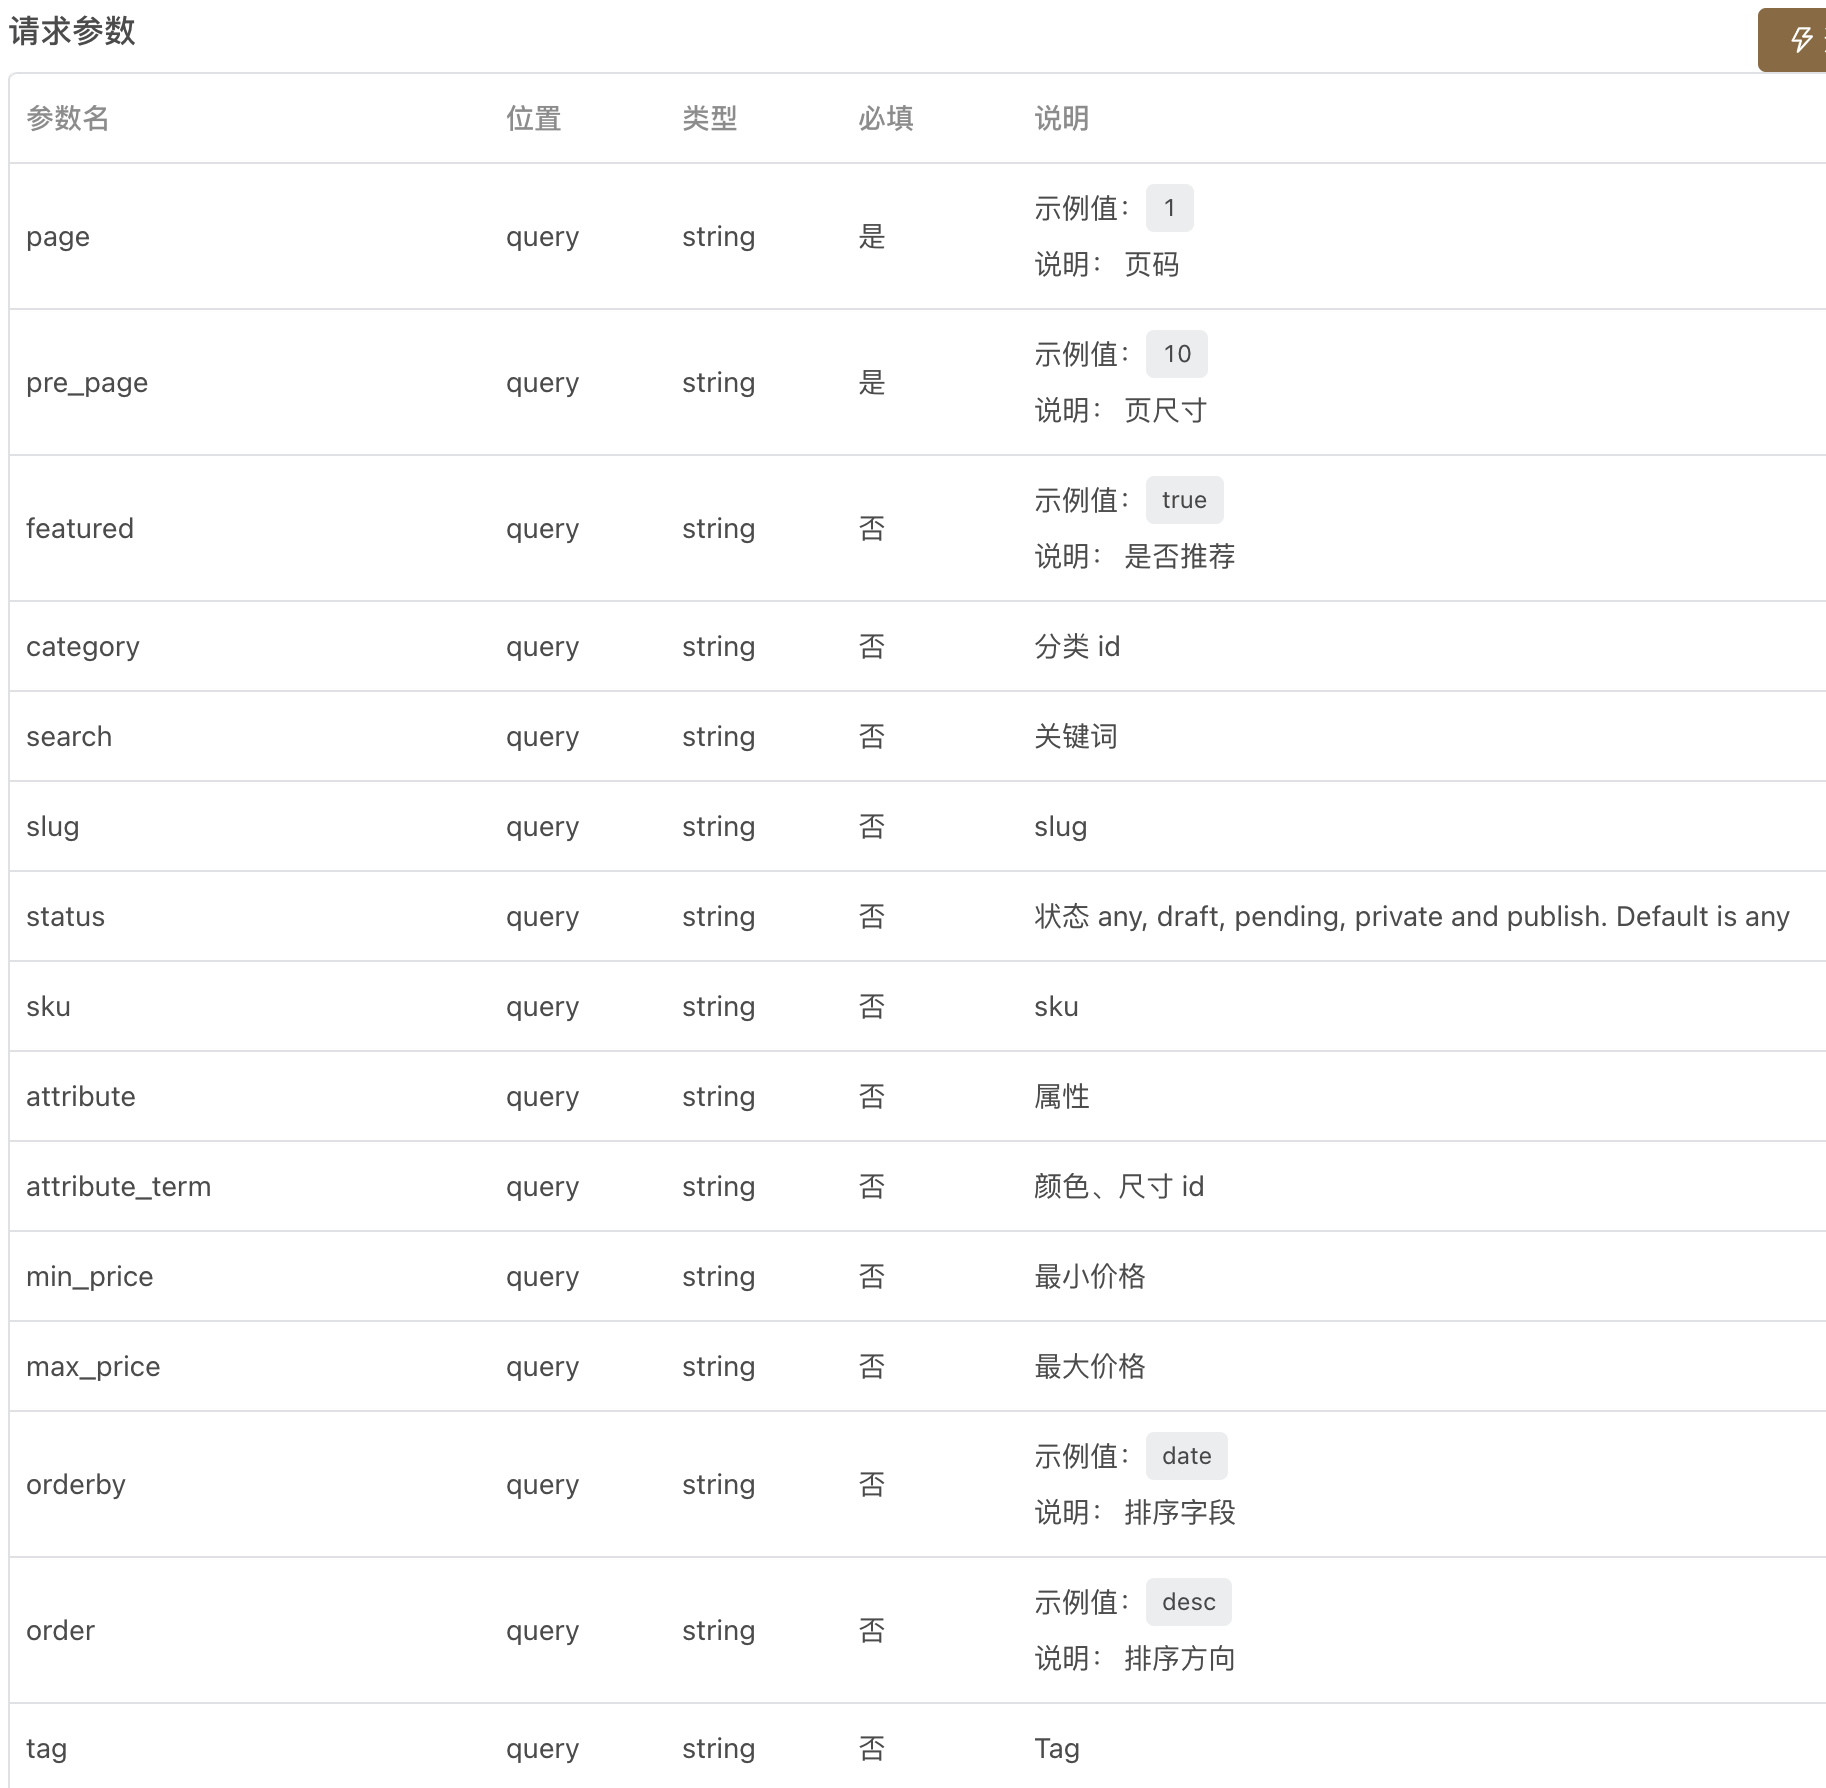 请求参数
参数名 位置 类型 必填 说明
page query string 是 示例值： 1
说明： 页码
pre_page query string 是 示例值： 10
说明： 页尺寸
featured query string 否 示例值： true
说明： 是否推荐
category query string 否 分类 id
search query string 否 关键词
slug query string 否 slug
status query string 否 状态 any, draft, pending, private and publish. Default is any
sku query string 否 sku
attribute query string 否 属性
attribute_term query string 否 颜色、尺寸 id
min_price query string 否 最小价格
max_price query string 否 最大价格
orderby query string 否 示例值： date
说明： 排序字段
order query string 否 示例值： desc
说明： 排序方向
tag query string 否 Tag